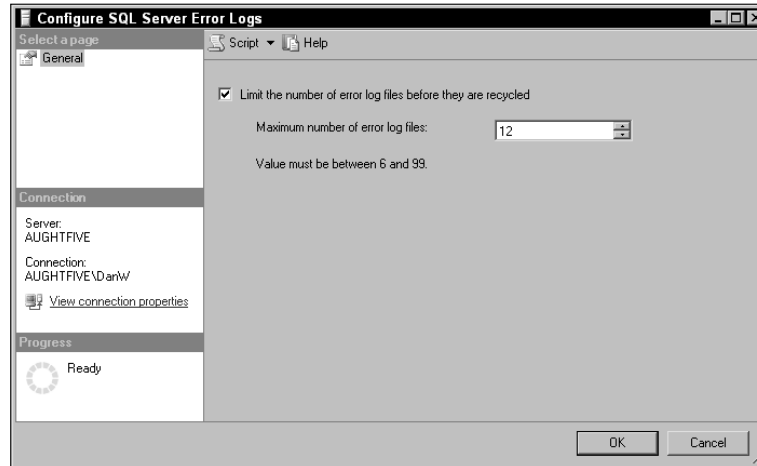 Configure SQL Server Error Logs
Select a page
General
Script
Help
Limit the number of error log files before they are recycled
Maximum number of error log files:
12
Value must be between 6 and 99.
Connection
Server:
AUGHTFIVE
Connection:
AUGHTFIVE\DanW
View connection properties
Progress
Ready
OK
Cancel